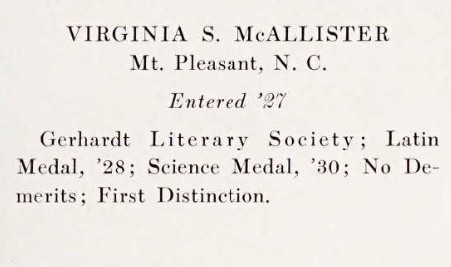 VIRGINIA S. McALLISTER
Mt. Pleasant, N. C.
Entered '27
Gerhardt Literary Society; Latin
Medal, '28; Science Medal, '30; No De-
merits; First Distinction.